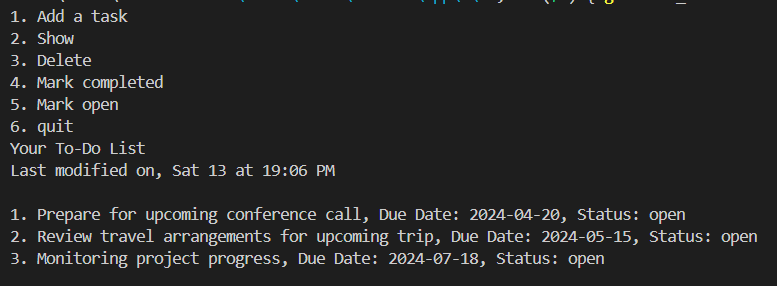 1. Add a task
2. Show
3. Delete
4. Mark completed
5. Mark open
6. quit
Your To-Do List
Last modified on, Sat 13 at 19:06 PM
1. Prepare for upcoming conference call, Due Date: 2024-04-20, Status: open
2. Review travel arrangements for upcoming trip, Due Date: 2024-05-15, Status: open
3. Monitoring project progress, Due Date: 2024-07-18, Status: open